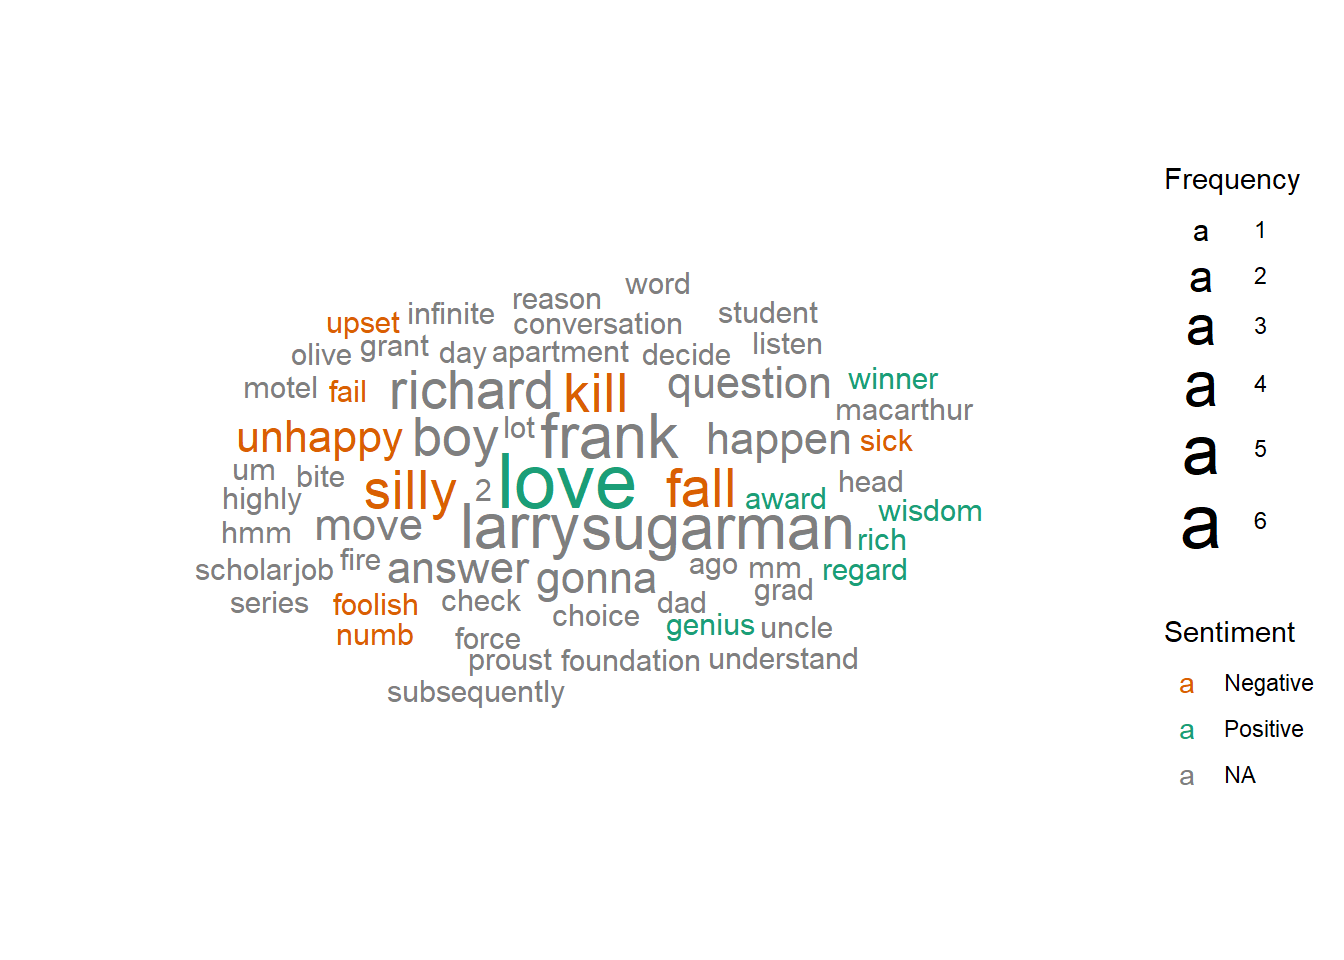 word
reason
infinite
student
upset
conversation
listen
grant
day
apartment
decide
olive
winner
question
richard
kill
motel
fail
macarthur
lot
frank
unhappy
boy
happen
sick
um
bite
love
silly
2
fall
head
highly
award
wisdom
move
larrysugarman
hmm
rich
fire
scholar
job
answer
gonna
ago
mm
regard
grad
series
foolish
check
dad
choice
genius
uncle
numb
force
proust
foundation
understand
subsequently
Frequency
a 1
a 2
a 3
a 4
a 5
a 6
Sentiment
a Negative
a Positive
a NA